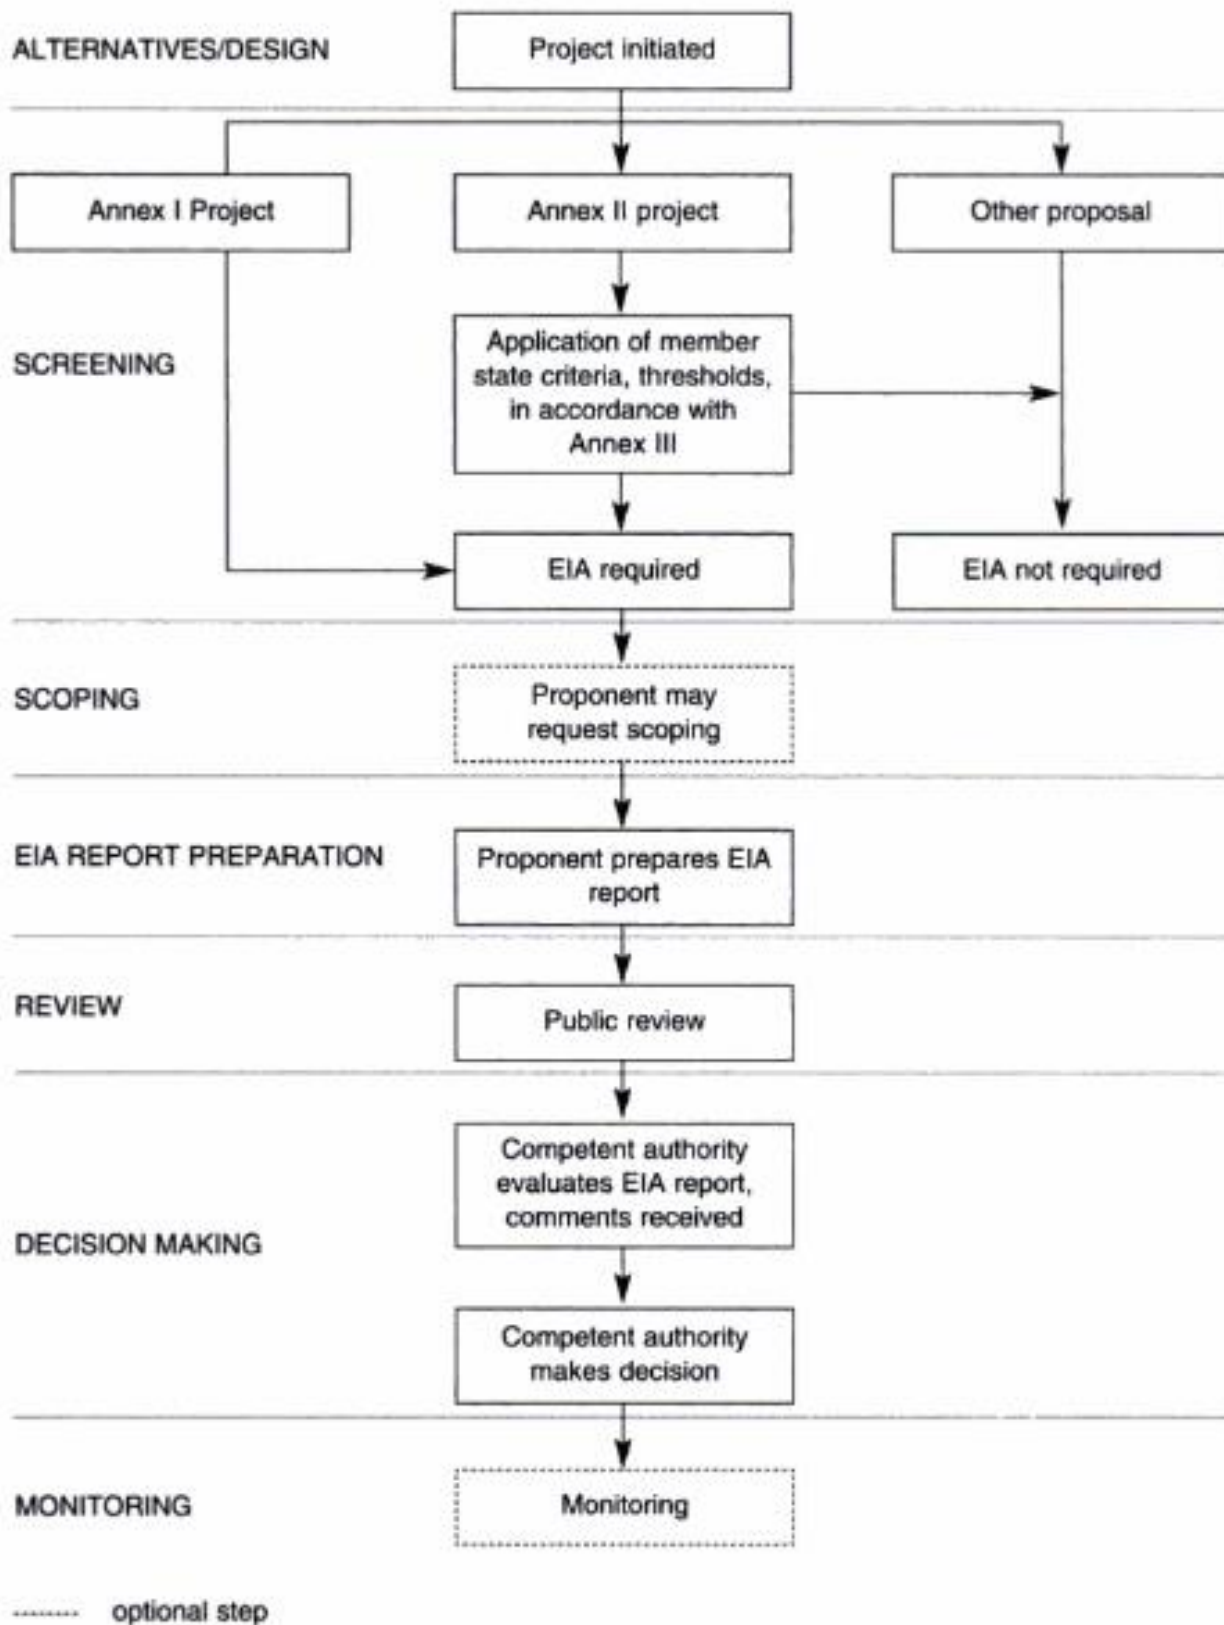 ALTERNATIVES/DESIGN
Project initiated
Annex I Project
Annex II project
Other proposal
SCREENING
Application of member
state criteria, thresholds,
in accordance with
Annex III
EIA required
EIA not required
SCOPING
Proponent may
request scoping
EIA REPORT PREPARATION
Proponent prepares EIA
report
REVIEW
Public review
DECISION MAKING
Competent authority
evaluates EIA report,
comments received
Competent authority
makes decision
MONITORING
Monitoring
optional step